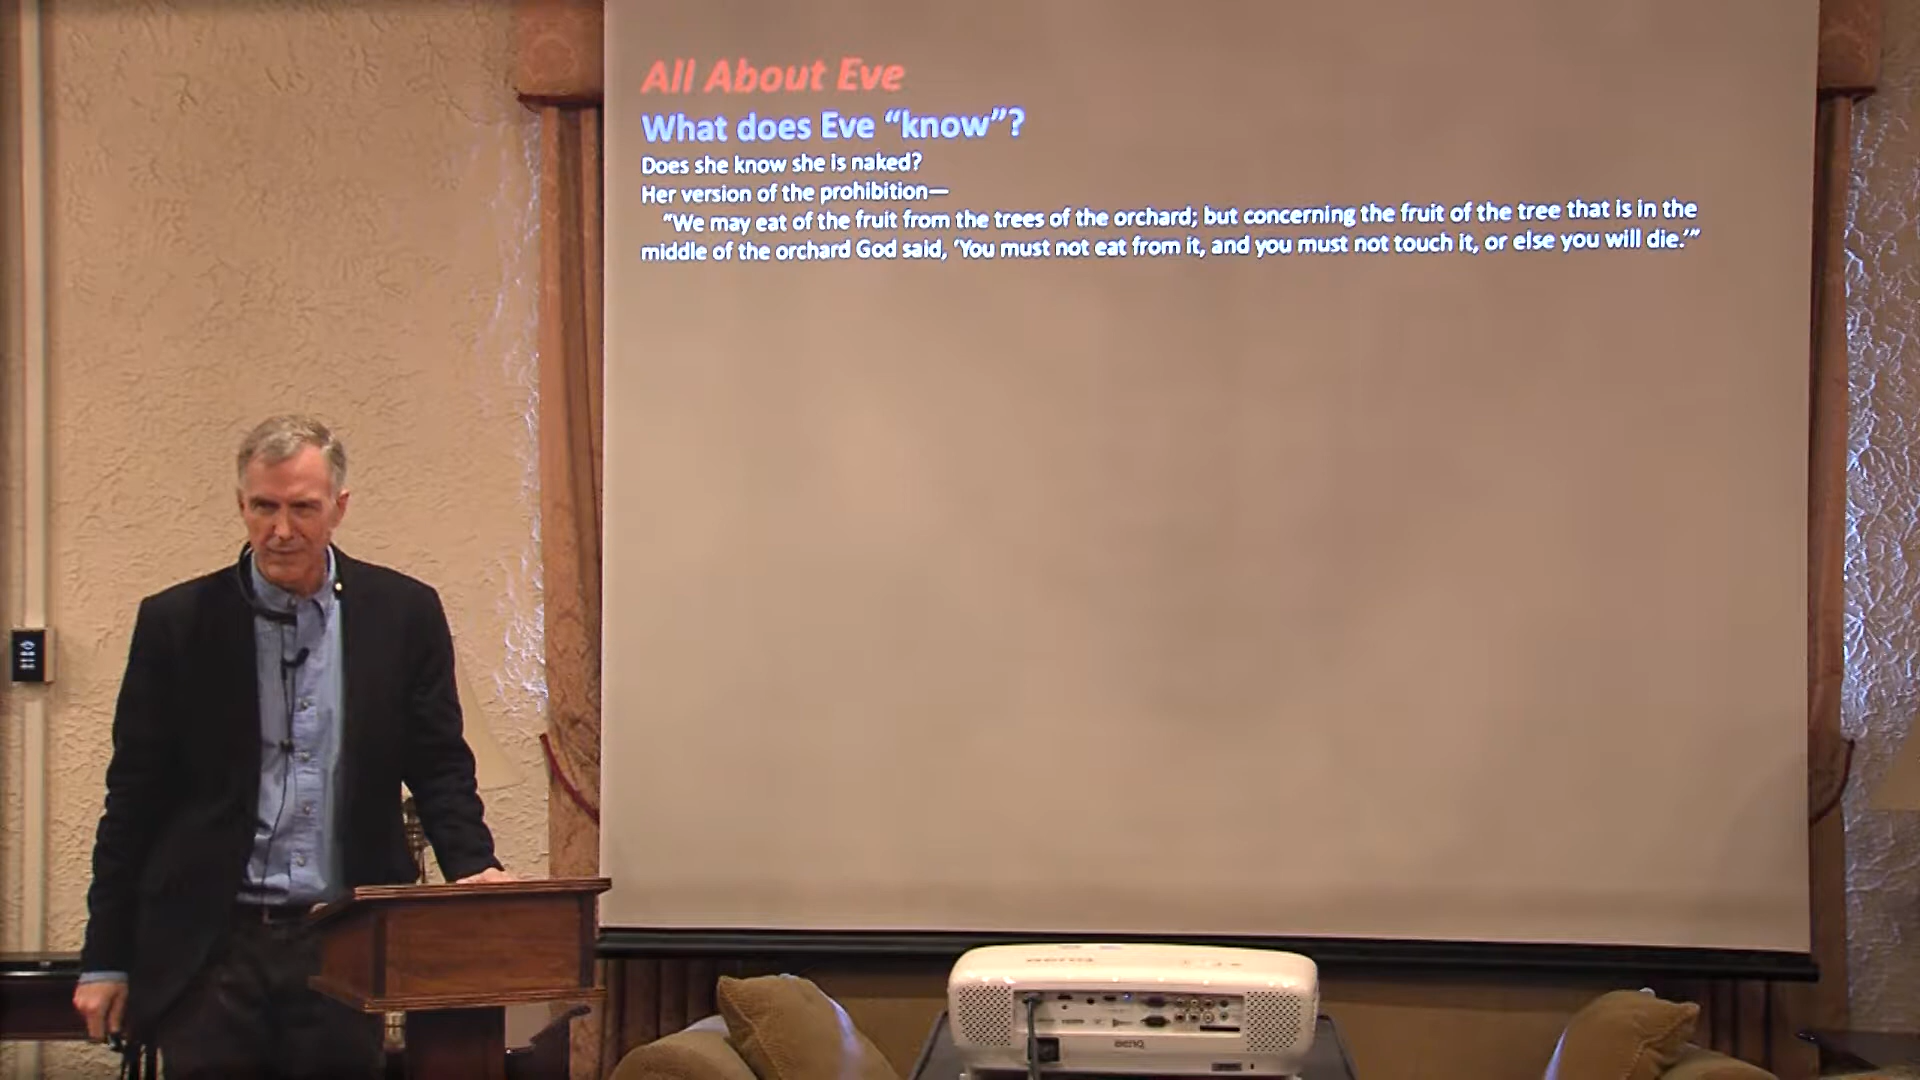 All About Eve
What does Eve “know”?
Does she know she is naked?
Her version of the prohibition—
“We may eat of the fruit from the trees of the orchard; but concerning the fruit of the tree that is in the
middle of the orchard God said, ‘You must not eat from it, and you must not touch it, or else you will die.’”
BenQ